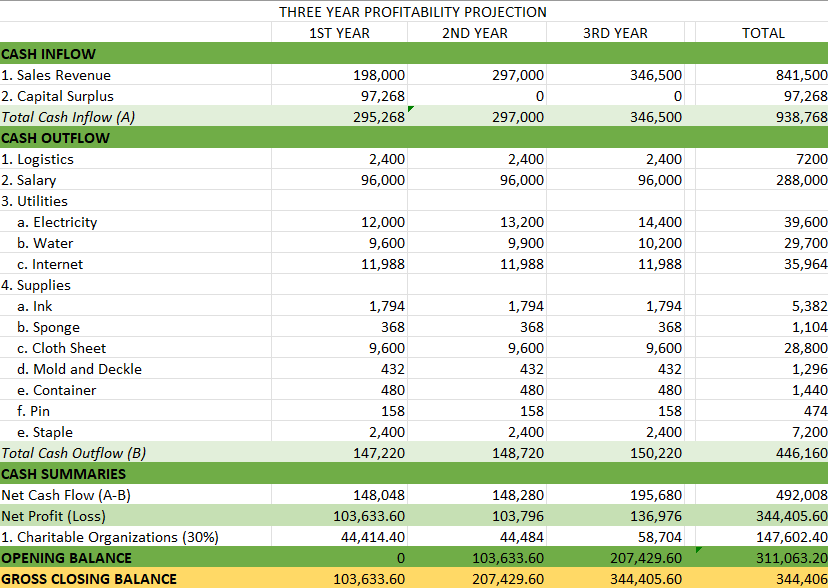 THREE YEAR PROFITABILITY PROJECTION
1ST YEAR 2ND YEAR 3RD YEAR TOTAL
CASH INFLOW
1. Sales Revenue 198,000 297,000 346,500 841,500
2. Capital Surplus 97,268 0 0 97,268
Total Cash Inflow (A) 295,268 297,000 346,500 938,768
CASH OUTFLOW
1. Logistics 2,400 2,400 2,400 7200
2. Salary 96,000 96,000 96,000 288,000
3. Utilities
a. Electricity 12,000 13,200 14,400 39,600
b. Water 9,600 9,900 10,200 29,700
c. Internet 11,988 11,988 11,988 35,964
4. Supplies
a. Ink 1,794 1,794 1,794 5,382
b. Sponge 368 368 368 1,104
c. Cloth Sheet 9,600 9,600 9,600 28,800
d. Mold and Deckle 432 432 432 1,296
e. Container 480 480 480 1,440
f. Pin 158 158 158 474
e. Staple 2,400 2,400 2,400 7,200
Total Cash Outflow (B) 147,220 148,720 150,220 446,160
CASH SUMMARIES
Net Cash Flow (A-B) 148,048 148,280 195,680 492,008
Net Profit (Loss) 103,633.60 103,796 136,976 344,405.60
1. Charitable Organizations (30%) 44,414.40 44,484 58,704 147,602.40
OPENING BALANCE 0 103,633.60 207,429.60 311,063.20
GROSS CLOSING BALANCE 103,633.60 207,429.60 344,405.60 344,406